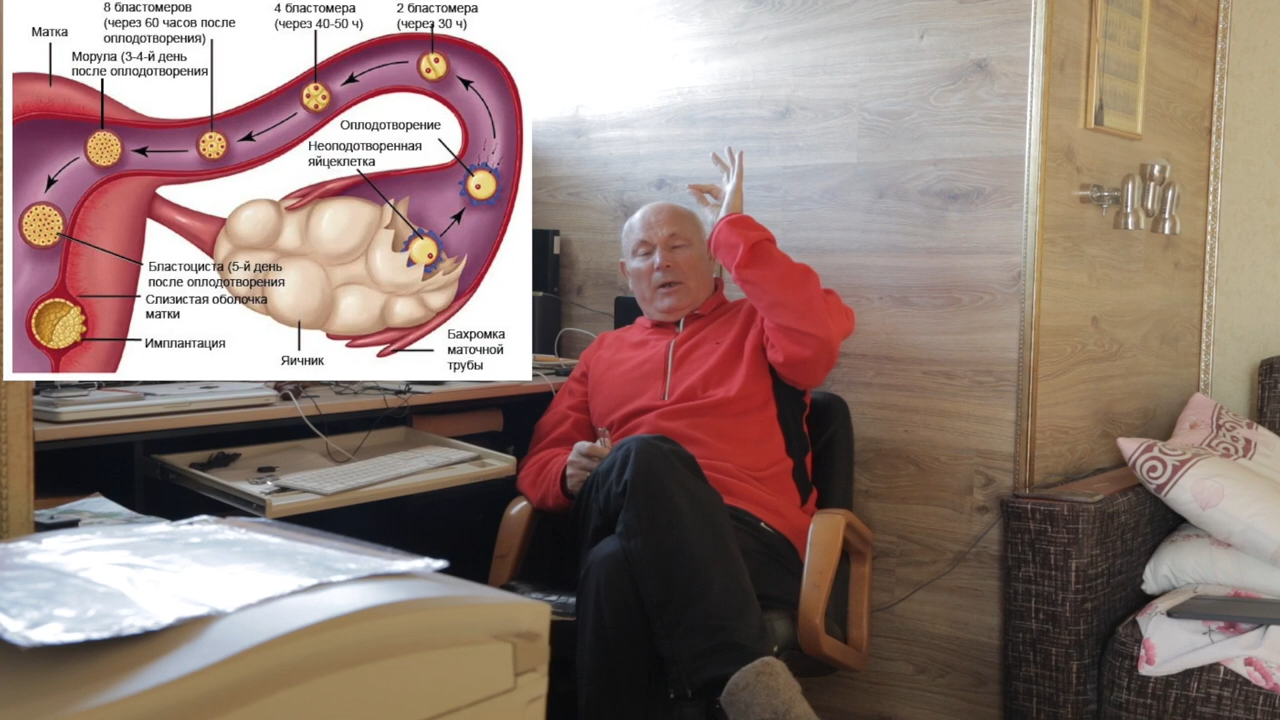 8 бластомеров
(через 60 часов после
оплодотворения)
4 бластомера
(через 40-50 ч)
2 бластомера
(через 30 ч)
Матка
Морула (3-4-й день
после оплодотворения
Оплодотворение
Неоплодотворенная
яйцеклетка
Бластоциста (5-й день
после оплодотворения
Слизистая оболочка
матки
Имплантация
Яичник
Бахромка
маточной
трубы